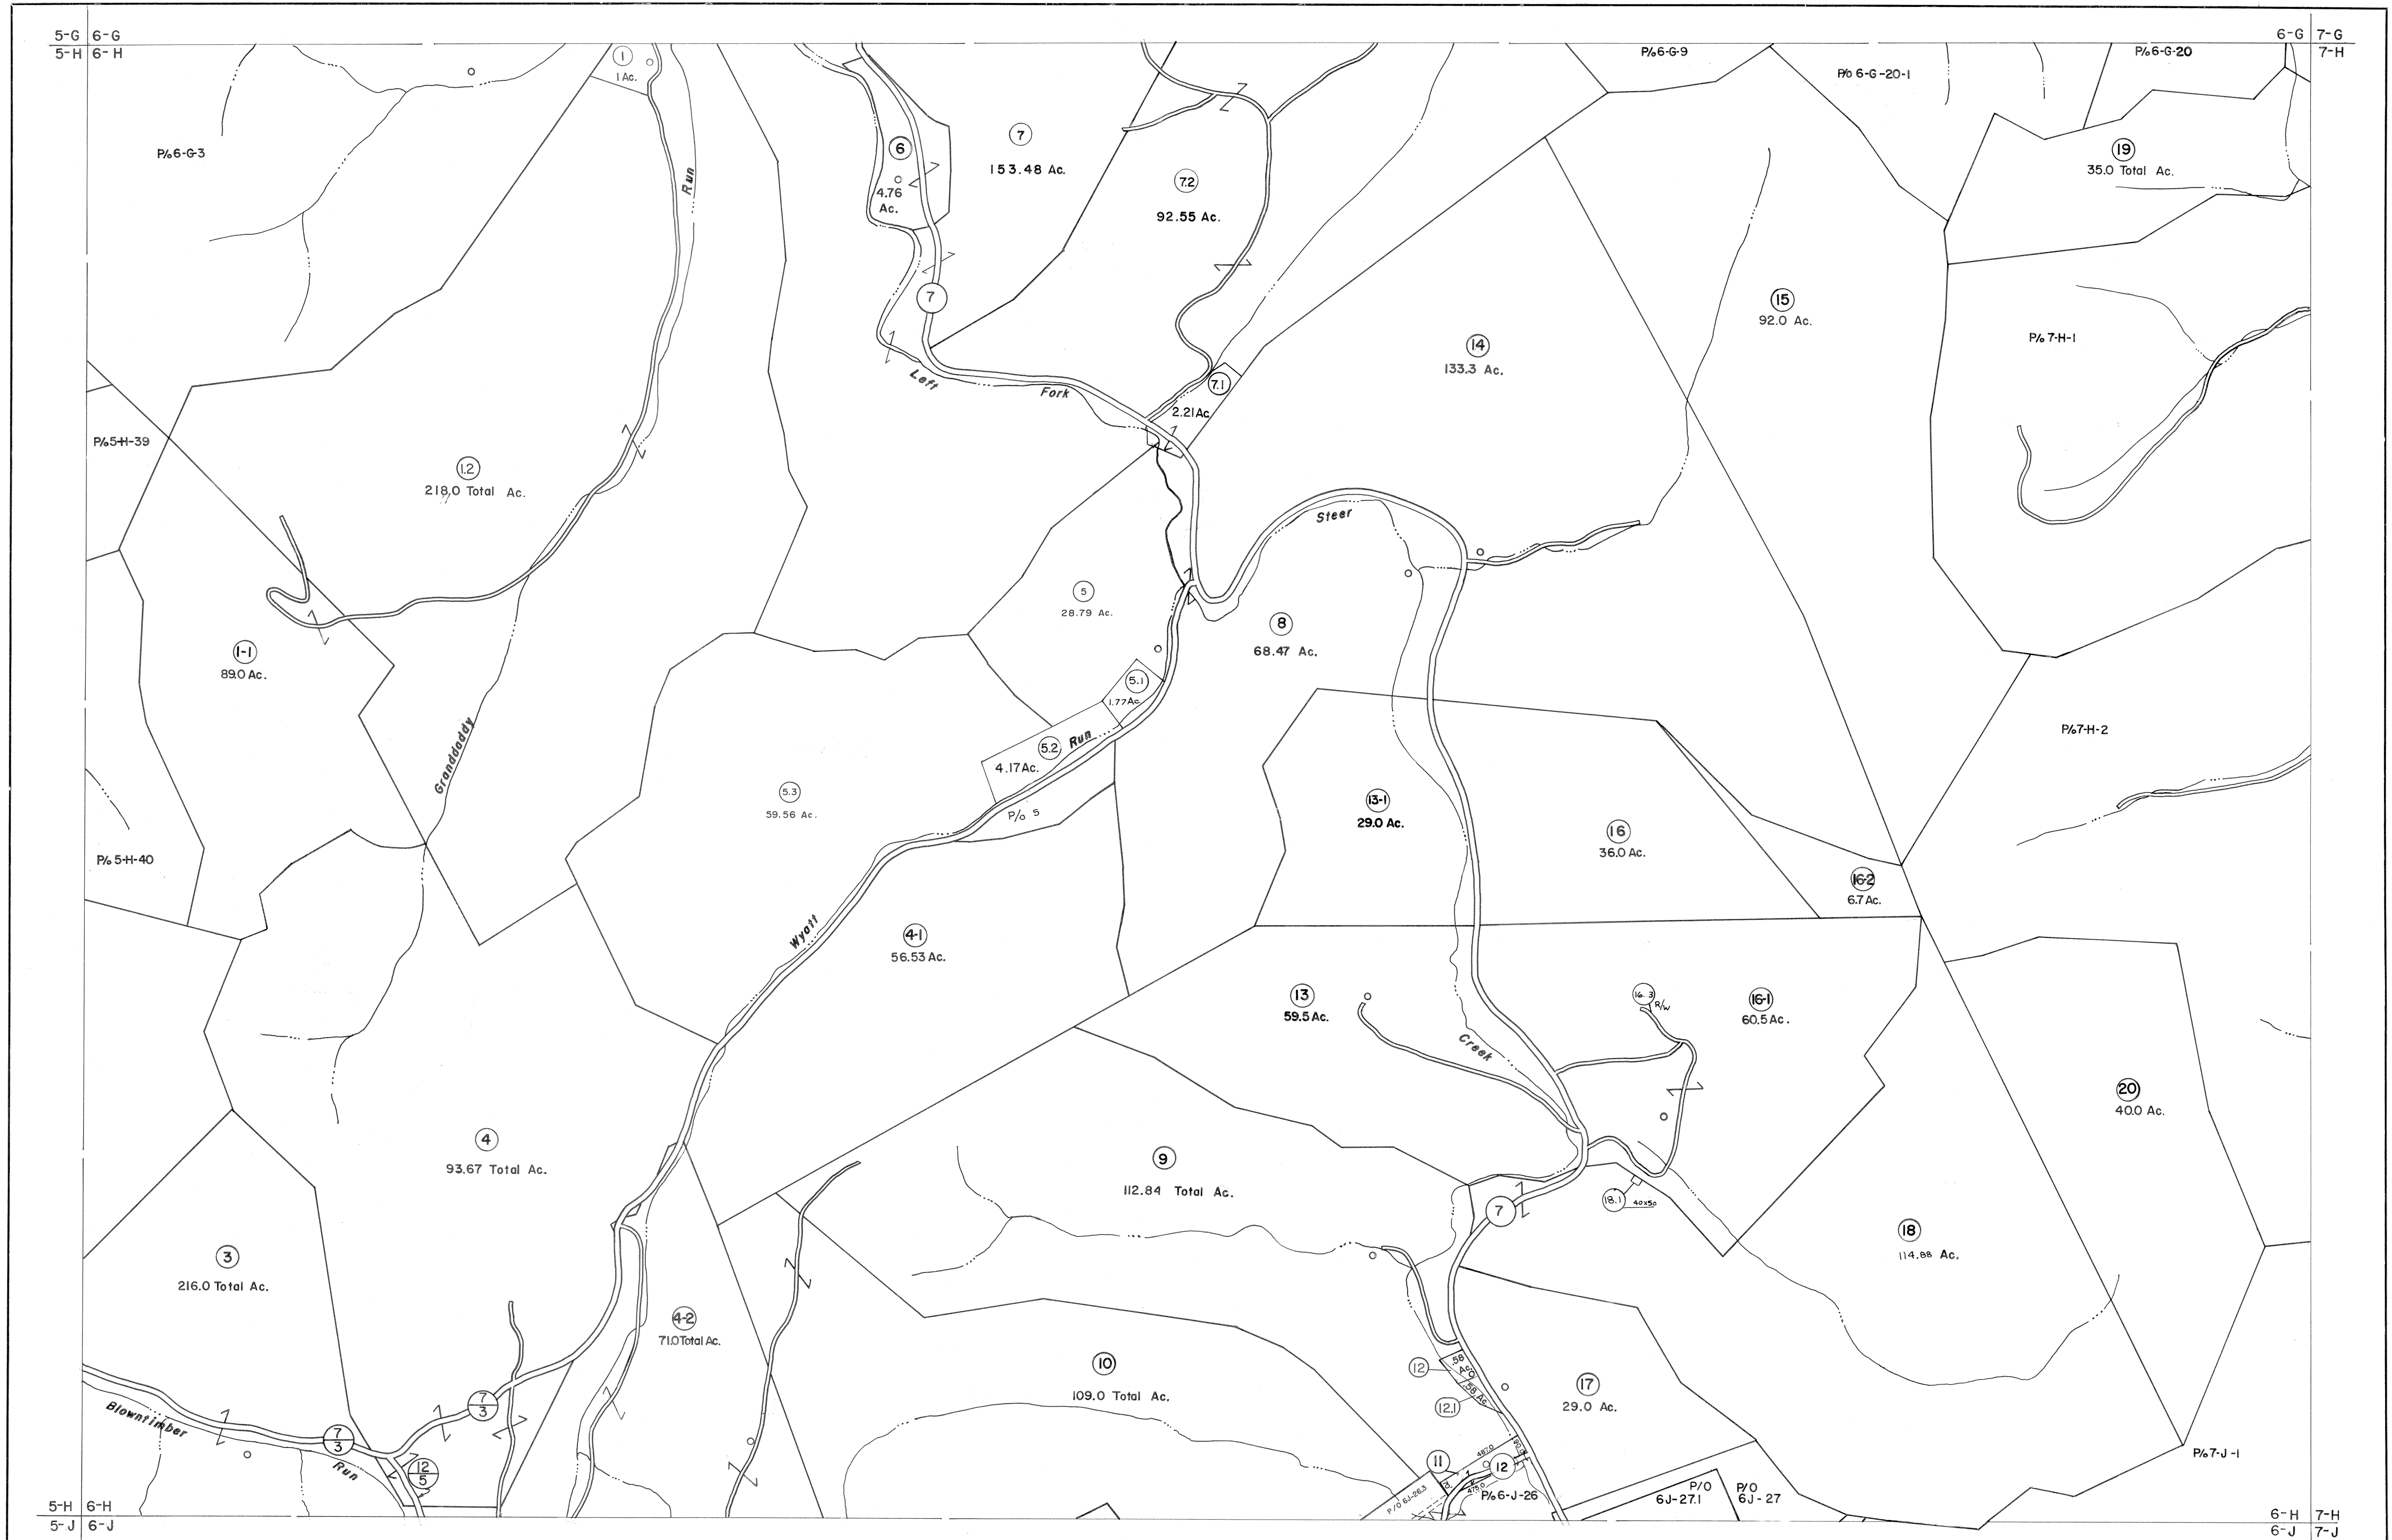 5-G 6-G
5-H 6-H
6-G 7-G
7-H
P/o 6-G-3
1
1 Ac.
Run
6
4.76
Ac.
7
153.48 Ac.
7.2
92.55 Ac.
P/o 6-G-9
P/o 6-G-20-1
P/o 6-G-20
19
35.0 Total Ac.
7
Left
Fork
7.1
2.21 Ac.
14
133.3 Ac.
15
92.0 Ac.
P/o 7-H-1
P/o 5-H-39
1.2
218.0 Total Ac.
Steer
5
28.79 Ac.
8
68.47 Ac.
1-1
89.0 Ac.
5.1
1.77 Ac.
5.2
4.17 Ac.
Run
P/o 5
5.3
59.56 Ac.
Granddaddy
P/o 7-H-2
13-1
29.0 Ac.
16
36.0 Ac.
16-2
6.7 Ac.
P/o 5-H-40
Wyatt
4-1
56.53 Ac.
13
59.5 Ac.
16.3
R/W
16-1
60.5 Ac.
Creek
20
40.0 Ac.
4
93.67 Total Ac.
9
112.84 Total Ac.
7
18.1
40x50
18
114.88 Ac.
3
216.0 Total Ac.
4-2
71.0 Total Ac.
10
109.0 Total Ac.
12
.58
Ac.
12.1
.58 Ac.
17
29.0 Ac.
Blowntimber
Run
7
3
7
3
12
5
11
487.0
12
475.0
P/O 6J-26.3
P/o 6-J-26
P/O
6J-27.1
P/O
6J-27
P/o 7-J-1
5-H 6-H
5-J 6-J
6-H 7-H
6-J 7-J